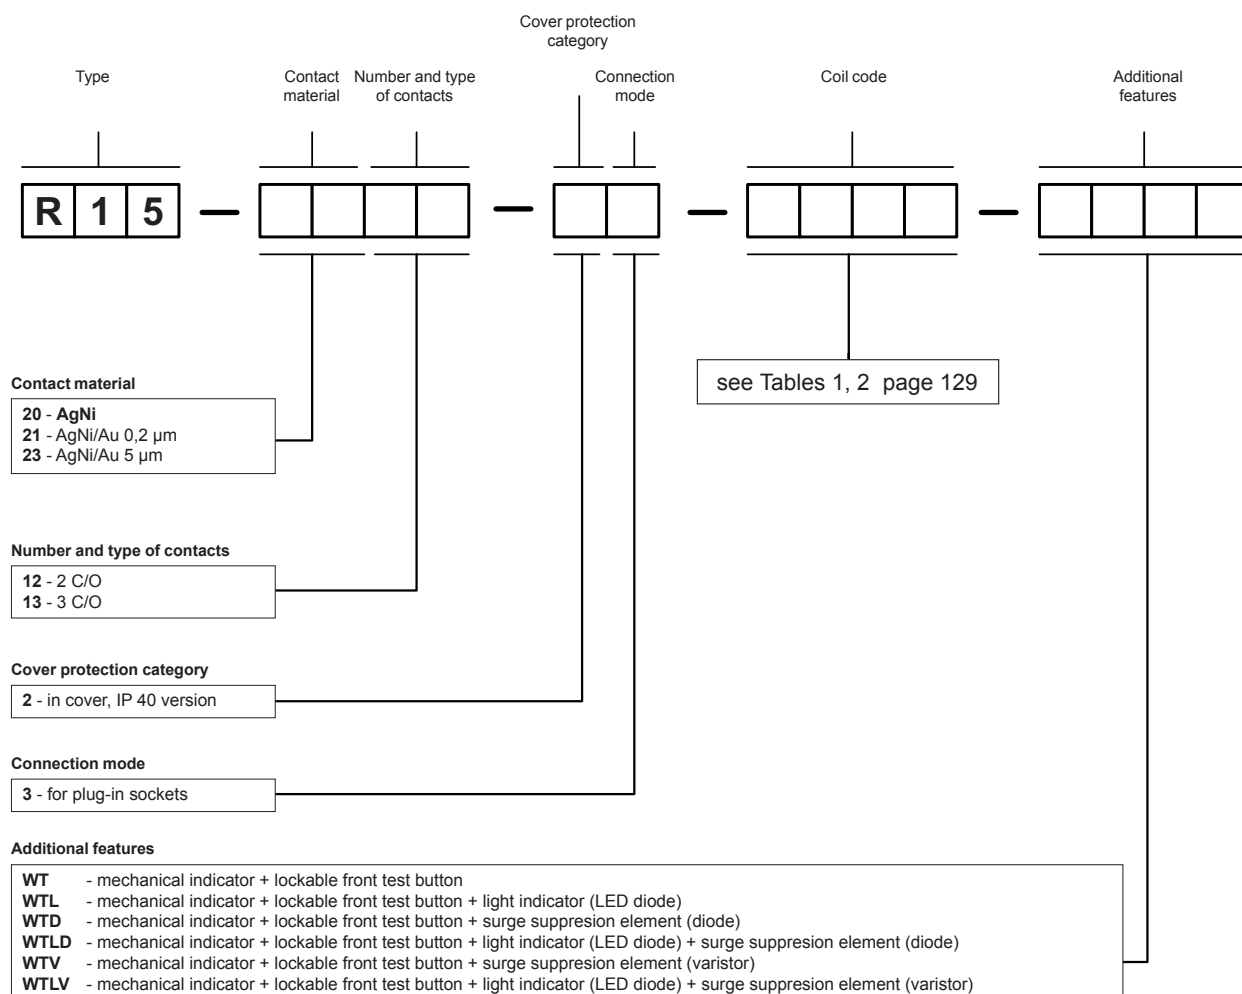 Cover protection
category
Type
Contact
material
Number and type
of contacts
Connection
mode
Coil code
Additional
features
R 1 5 – – – –
see Tables 1, 2 page 129
Contact material
20 - AgNi
21 - AgNi/Au 0,2 µm
23 - AgNi/Au 5 µm
Number and type of contacts
12 - 2 C/O
13 - 3 C/O
Cover protection category
2 - in cover, IP 40 version
Connection mode
3 - for plug-in sockets
Additional features
WT - mechanical indicator + lockable front test button
WTL - mechanical indicator + lockable front test button + light indicator (LED diode)
WTD - mechanical indicator + lockable front test button + surge suppresion element (diode)
WTLD - mechanical indicator + lockable front test button + light indicator (LED diode) + surge suppresion element (diode)
WTV - mechanical indicator + lockable front test button + surge suppresion element (varistor)
WTLV - mechanical indicator + lockable front test button + light indicator (LED diode) + surge suppresion element (varistor)